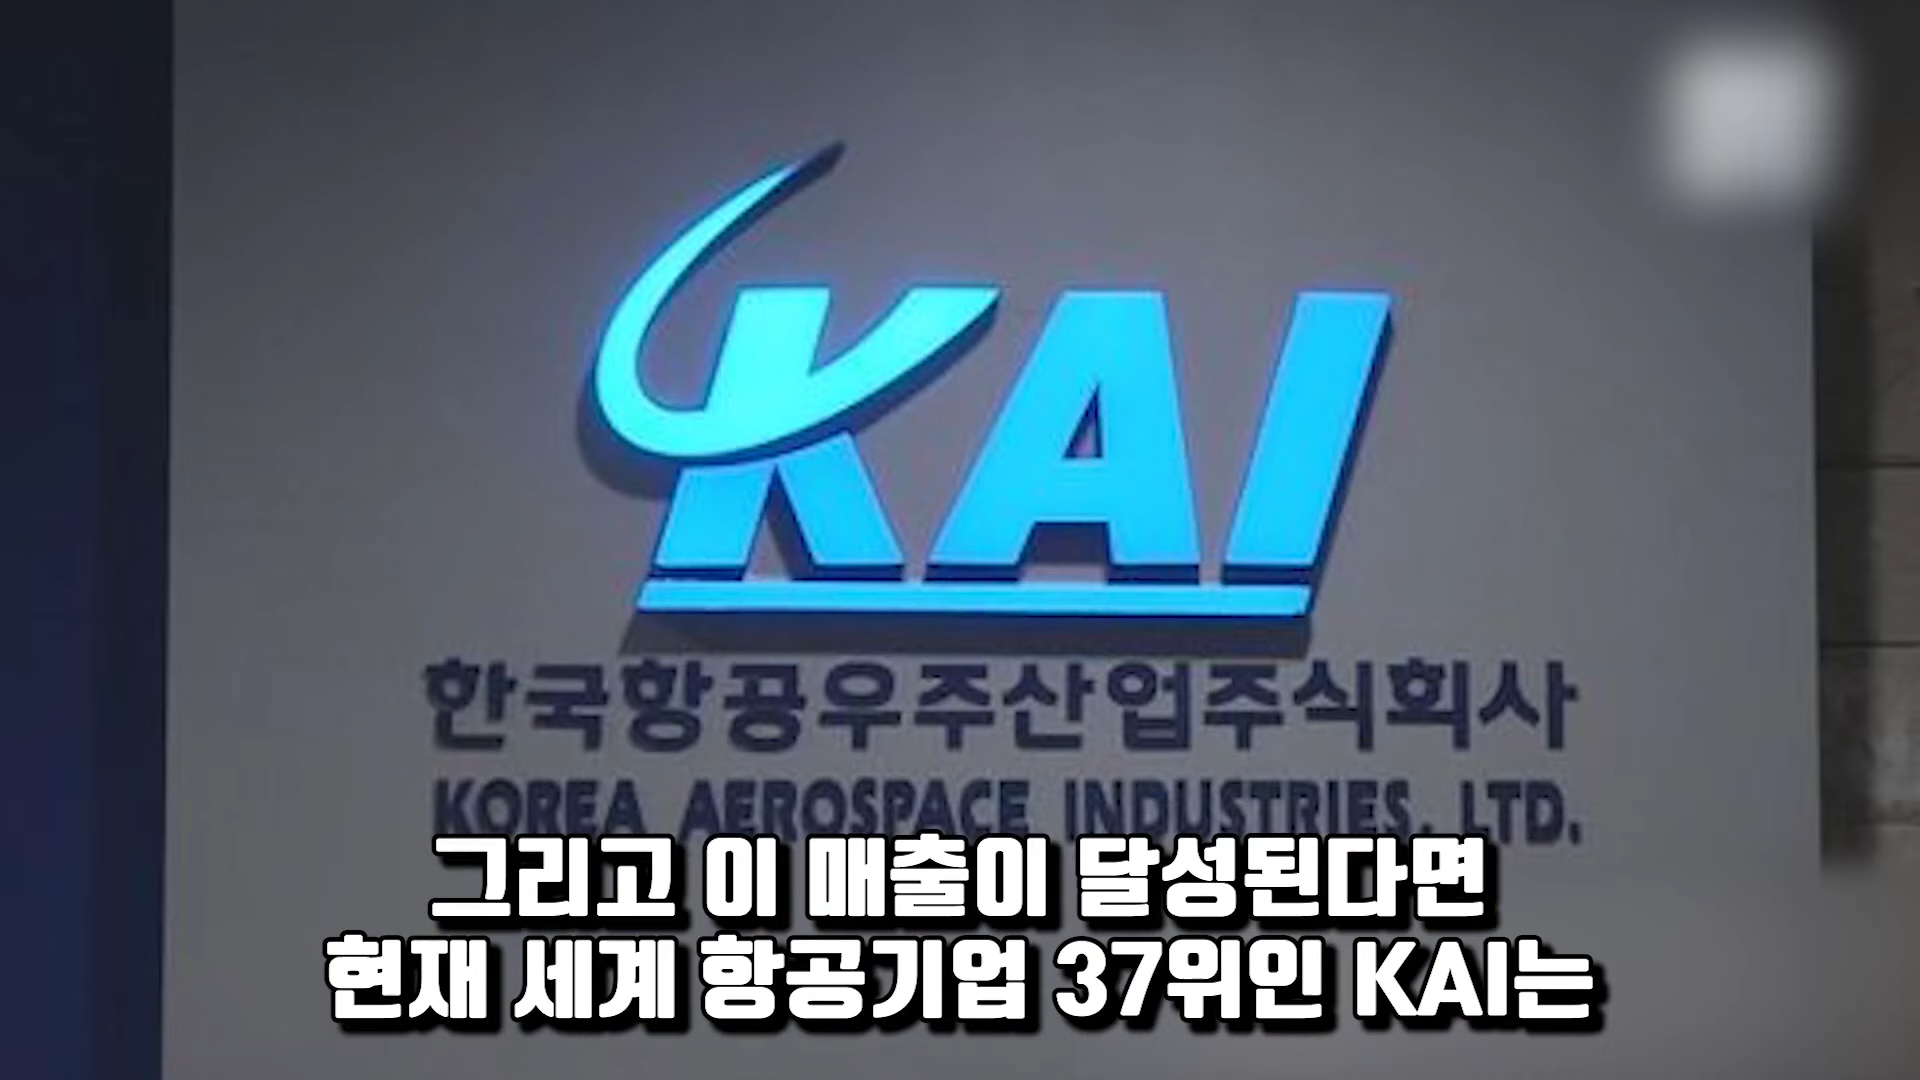 KAI
한국항공우주산업주식회사
KOREA AEROSPACE INDUSTRIES, LTD.
그리고 이 매출이 달성된다면
현재 세계 항공기업 37위인 KAI는